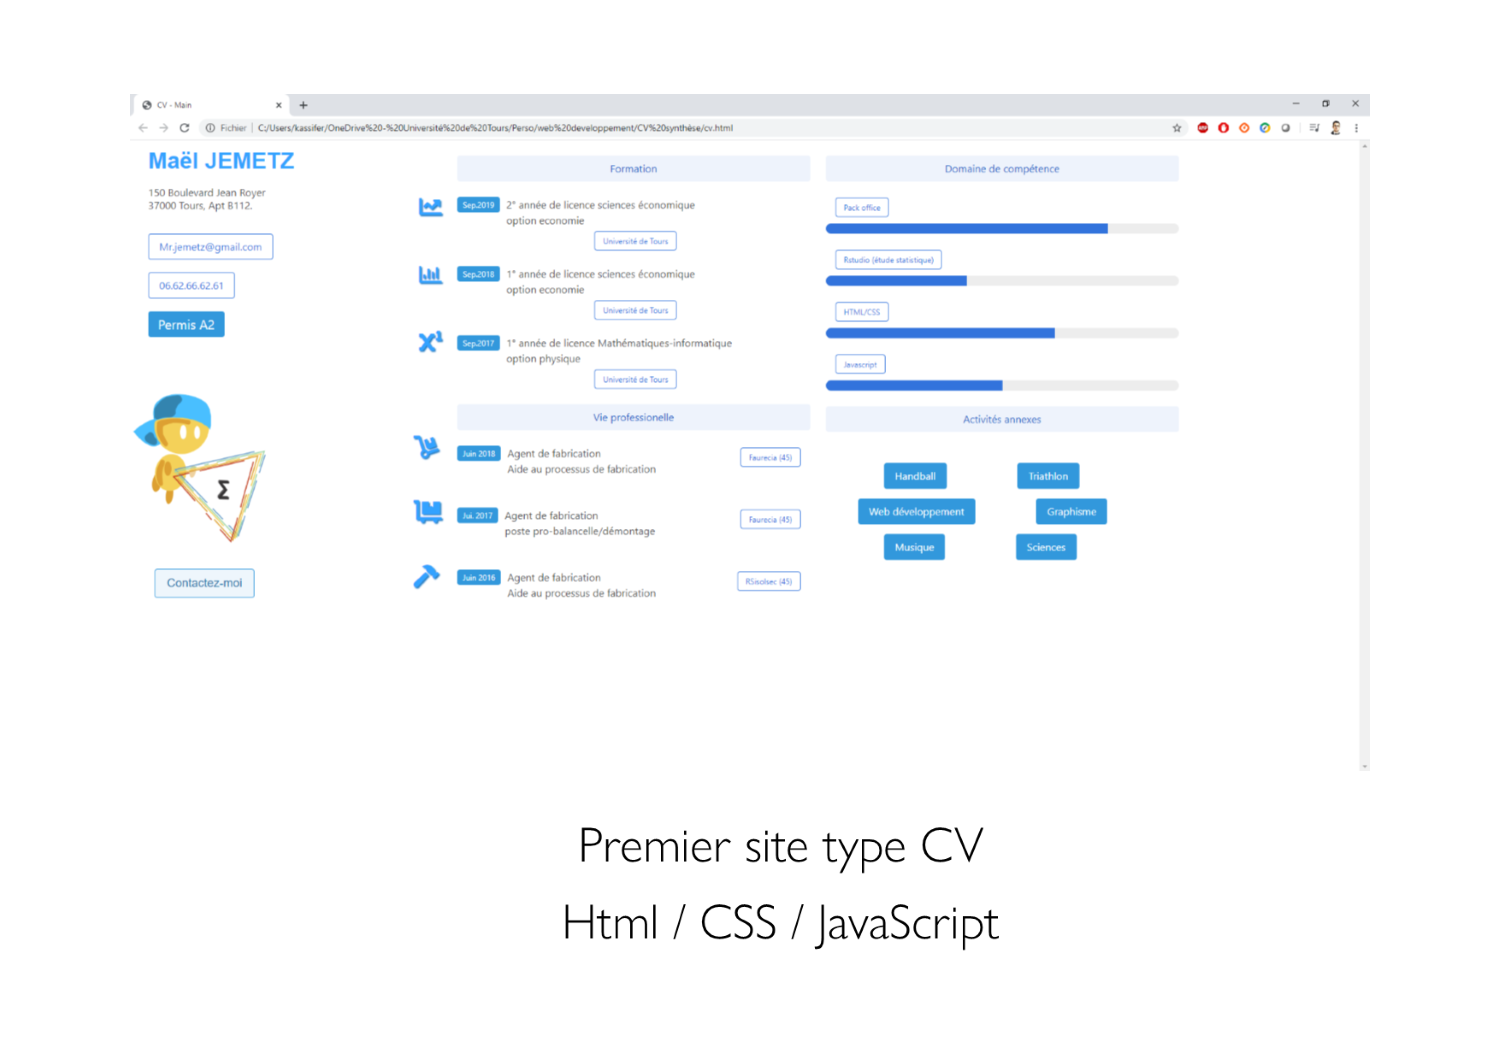 CV - Main
Fichier
C:/Users/kassifer/OneDrive%20-%20Université%20de%20Tours/Perso/web%20developpement/CV%20synthèse/cv.html
Maël JEMETZ
150 Boulevard Jean Royer
37000 Tours, Apt B112.
Mr.jemetz@gmail.com
06.62.66.62.61
Permis A2
Σ
Contactez-moi
Formation
Sep.2019 2° année de licence sciences économique
option economie
Université de Tours
Sep.2018 1° année de licence sciences économique
option economie
Université de Tours
Sep.2017 1° année de licence Mathématiques-informatique
option physique
Université de Tours
Vie professionelle
Juin 2018 Agent de fabrication
Aide au processus de fabrication
Faurecia (45)
Jui. 2017 Agent de fabrication
poste pro-balancelle/démontage
Faurecia (45)
Juin 2016 Agent de fabrication
Aide au processus de fabrication
RSisolsec (45)
Domaine de compétence
Pack office
Rstudio (étude statistique)
HTML/CSS
Javascript
Activités annexes
Handball Triathlon
Web développement Graphisme
Musique Sciences
Premier site type CV
Html / CSS / JavaScript